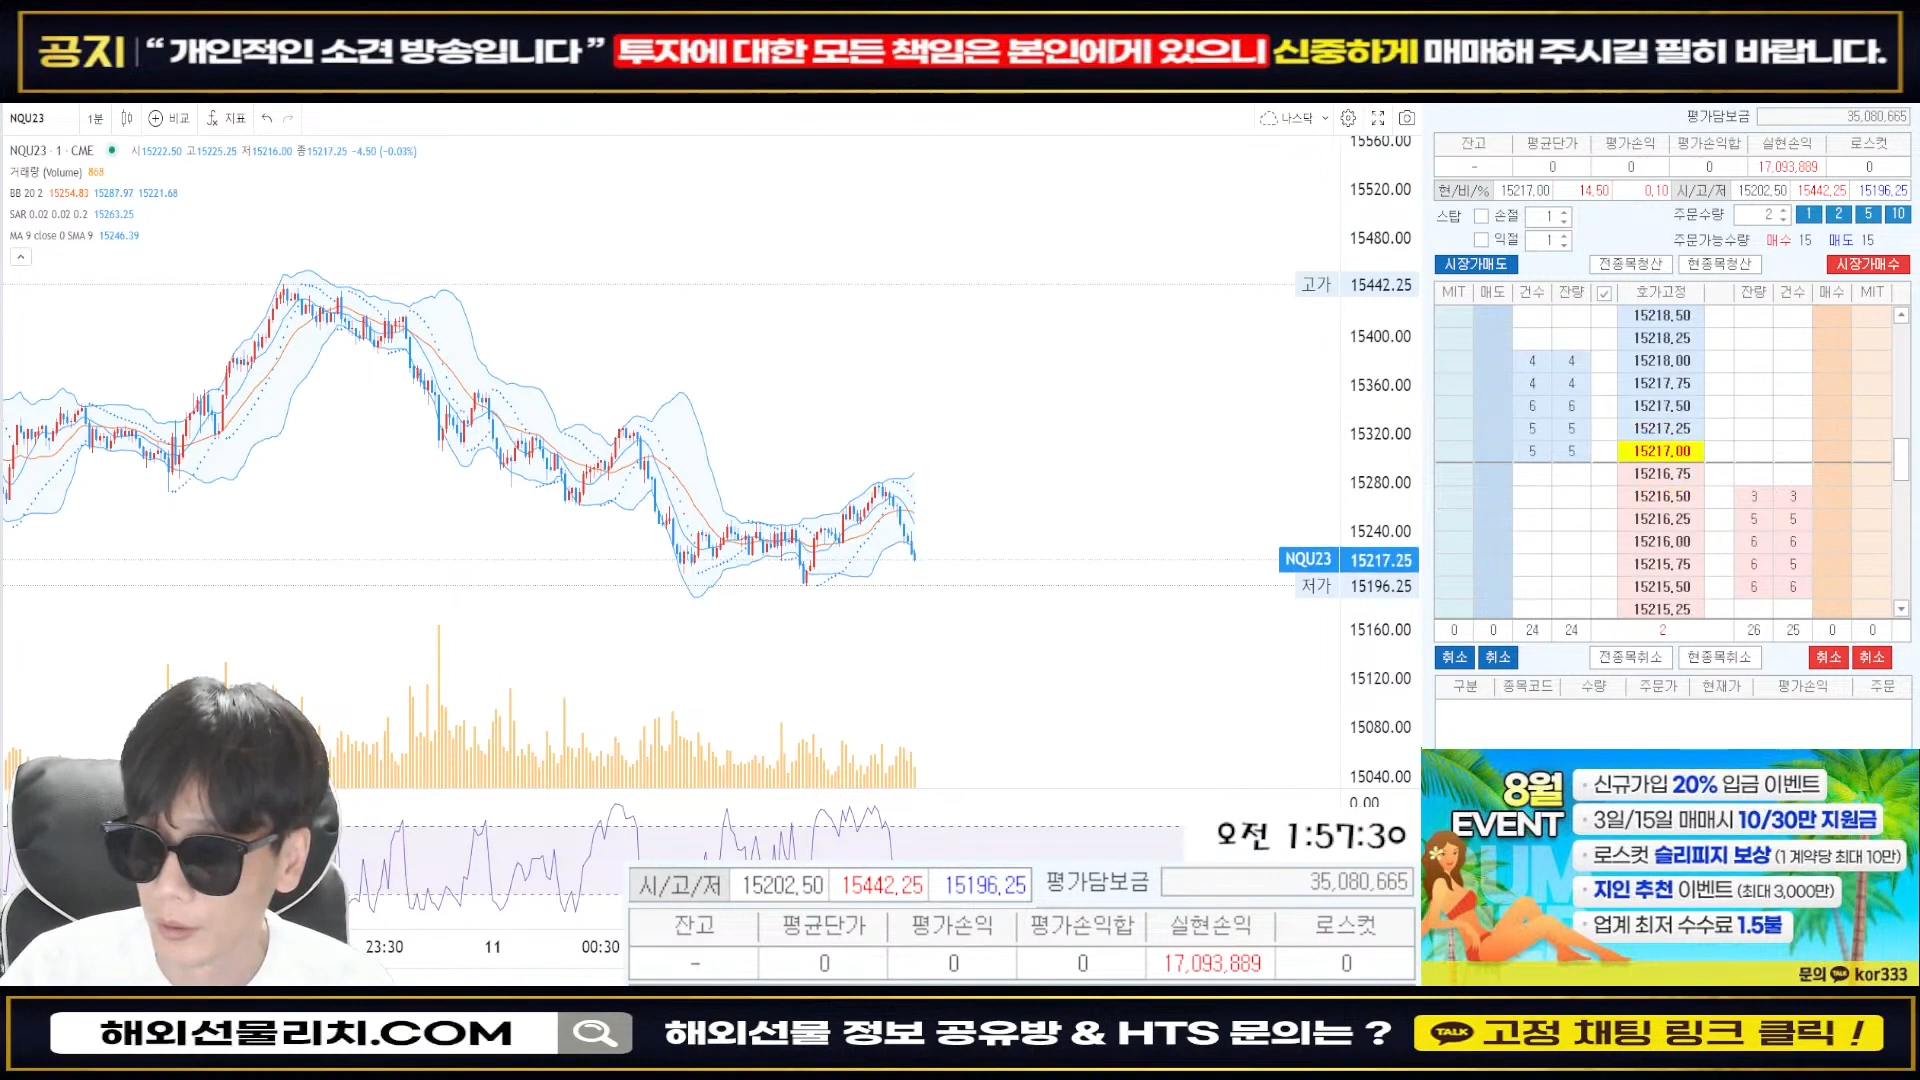 공지 | “ 개인적인 소견 방송입니다 ” 투자에 대한 모든 책임은 본인에게 있으니 신중하게 매매해 주시길 필히 바랍니다.
NQU23 1분 비교 지표 나스닥
NQU23 · 1 · CME 시15222.50 고15225.25 저15216.00 종15217.25 -4.50 (-0.03%)
거래량 (Volume) 868
BB 20 2 15254.83 15287.97 15221.68
SAR 0.02 0.02 0.2 15263.25
MA 9 close 0 SMA 9 15246.39
15560.00
15520.00
15480.00
고가 15442.25
15400.00
15360.00
15320.00
15280.00
15240.00
NQU23 15217.25
저가 15196.25
15160.00
15120.00
15080.00
15040.00
0.00
23:30 11 00:30
오전 1:57:30
시/고/저 15202.50 15442.25 15196.25 평가담보금 35,080,665
잔고 평균단가 평가손익 평가손익합 실현손익 로스컷
- 0 0 0 17,093,889 0
평가담보금 35,080,665
잔고 평균단가 평가손익 평가손익합 실현손익 로스컷
- 0 0 0 17,093,889 0
현/비/% 15217.00 14.50 0.10 시/고/저 15202.50 15442.25 15196.25
스탑 손절 1 주문수량 2 1 2 5 10
익절 1 주문가능수량 매수 15 매도 15
시장가매도 전종목청산 현종목청산 시장가매수
MIT 매도 건수 잔량 호가고정 잔량 건수 매수 MIT
15218.50
15218.25
4 4 15218.00
4 4 15217.75
6 6 15217.50
5 5 15217.25
5 5 15217.00
15216.75
15216.50 3 3
15216.25 5 5
15216.00 6 6
15215.75 6 5
15215.50 6 6
15215.25
0 0 24 24 2 26 25 0 0
취소 취소 전종목취소 현종목취소 취소 취소
구분 종목코드 수량 주문가 현재가 평가손익 주문
8월 EVENT
· 신규가입 20% 입금 이벤트
· 3일/15일 매매시 10/30만 지원금
· 로스컷 슬리피지 보상 (1 계약당 최대 10만)
· 지인 추천 이벤트 (최대 3,000만)
· 업계 최저 수수료 1.5불
문의 TALK kor333
해외선물리치.COM
해외선물 정보 공유방 & HTS 문의는 ?
TALK 고정 채팅 링크 클릭 !